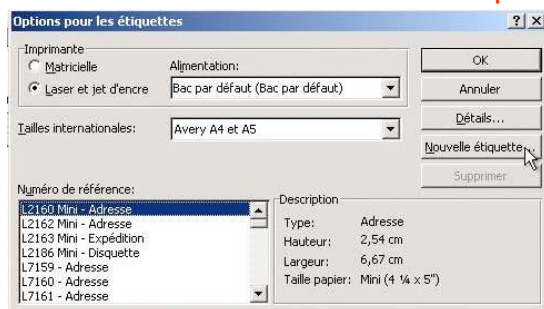 Options pour les étiquettes
Imprimante
Matricielle
Laser et jet d'encre
Alimentation:
Bac par défaut (Bac par défaut)
Tailles internationales:
Avery A4 et A5
OK
Annuler
Détails...
Nouvelle étiquette...
Supprimer
Numéro de référence:
L2160 Mini - Adresse
L2162 Mini - Adresse
L2163 Mini - Expédition
L2186 Mini - Disquette
L7159 - Adresse
L7160 - Adresse
L7161 - Adresse
Description
Type: Adresse
Hauteur: 2,54 cm
Largeur: 6,67 cm
Taille papier: Mini (4 ¼ x 5")